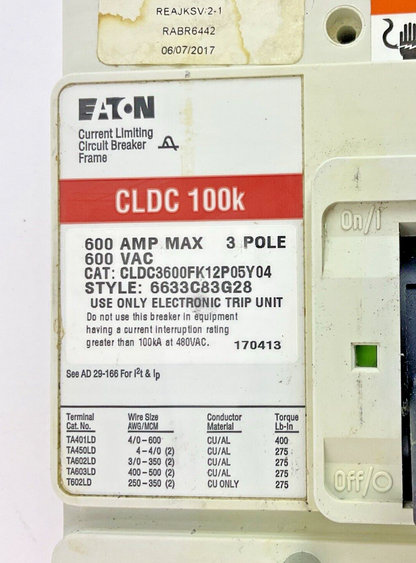 REAJKSV/2-1
RABR6442
06/07/2017
EATON
Current Limiting
Circuit Breaker
Frame
CLDC 100k
600 AMP MAX 3 POLE
600 VAC
CAT: CLDC3600FK12P05Y04
STYLE: 6633C83G28
USE ONLY ELECTRONIC TRIP UNIT
Do not use this breaker in equipment
having a current interruption rating
greater than 100kA at 480VAC. 170413
See AD 29-166 For I²t & Ip
Terminal Wire Size Conductor Torque
Cat. No. AWG/MCM Material Lb-In
TA401LD 4/0-600 CU/AL 400
TA450LD 4-4/0 (2) CU/AL 275
TA602LD 3/0-350 (2) CU/AL 275
TA603LD 400-500 (2) CU/AL 275
T602LD 250-350 (2) CU ONLY 275
On/I
Off/O